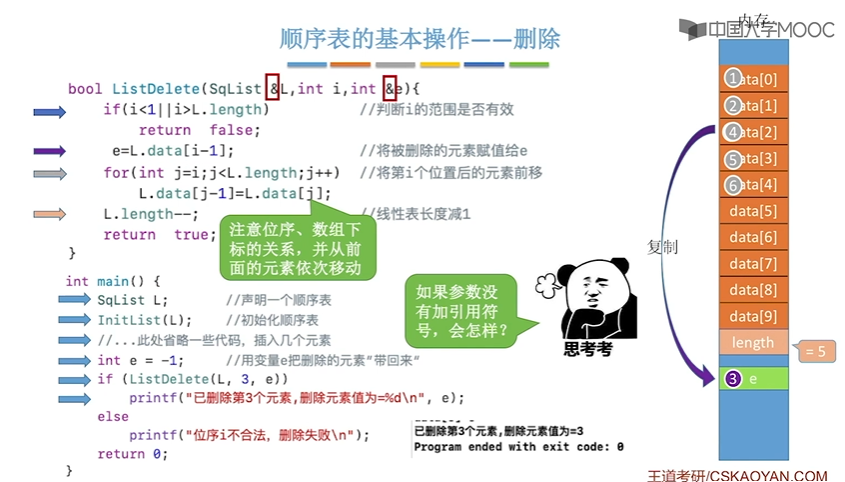 内存
中国大学MOOC
顺序表的基本操作——删除
bool ListDelete(SqList &L,int i,int &e){
if(i<1||i>L.length) //判断i的范围是否有效
return false;
e=L.data[i-1]; //将被删除的元素赋值给e
for(int j=i;j<L.length;j++) //将第i个位置后的元素前移
L.data[j-1]=L.data[j];
L.length--; //线性表长度减1
return true;
}
注意位序、数组下
标的关系，并从前
面的元素依次移动
int main() {
SqList L; //声明一个顺序表
InitList(L); //初始化顺序表
//...此处省略一些代码，插入几个元素
int e = -1; //用变量e把删除的元素"带回来"
if (ListDelete(L, 3, e))
printf("已删除第3个元素,删除元素值为=%d\n", e);
else
printf("位序i不合法，删除失败\n");
return 0;
}
如果参数没
有加引用符
号，会怎样？
思考考
已删除第3个元素,删除元素值为=3
Program ended with exit code: 0
复制
1 ata[0]
2 ata[1]
4 ata[2]
5 ata[3]
6 ata[4]
data[5]
data[6]
data[7]
data[8]
data[9]
length
= 5
3 e
王道考研/CSKAOYAN.COM